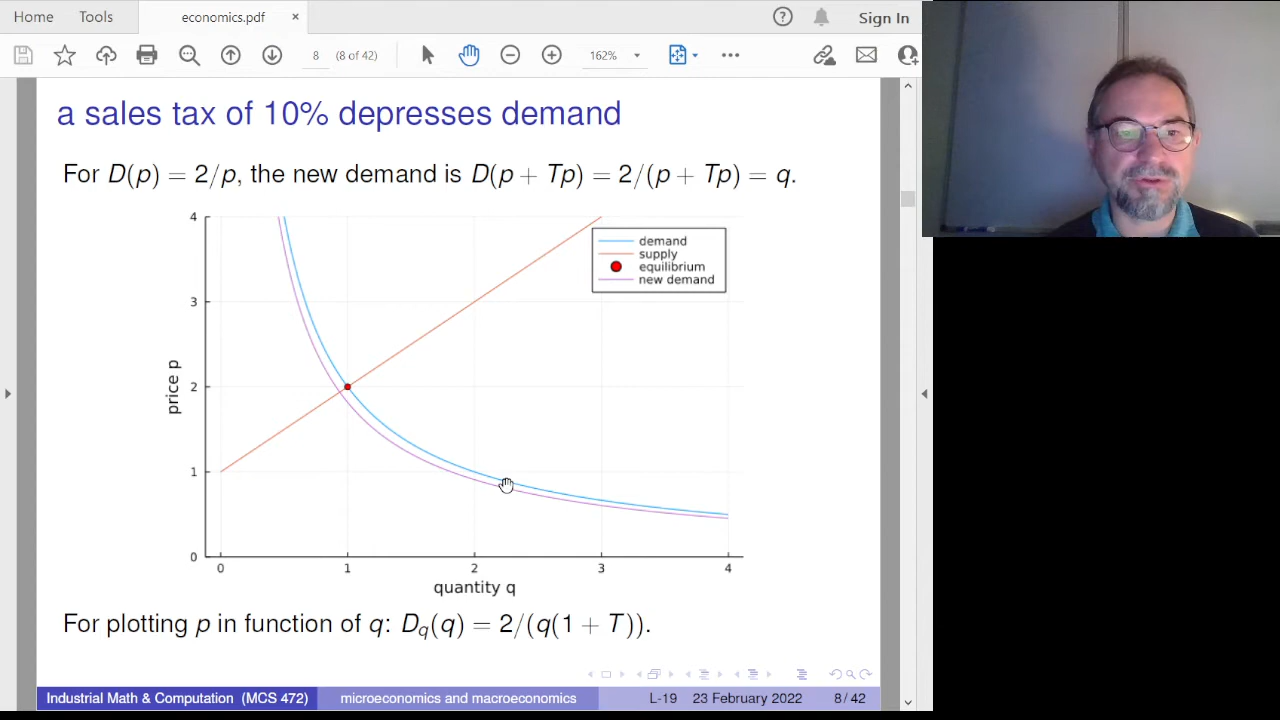 Home Tools economics.pdf × ? Sign In
8 (8 of 42) 162%
a sales tax of 10% depresses demand
For D(p) = 2/p, the new demand is D(p + Tp) = 2/(p + Tp) = q.
4
3
2
1
0
price p
demand
supply
equilibrium
new demand
0 1 2 3 4
quantity q
For plotting p in function of q: D_q(q) = 2/(q(1 + T)).
Industrial Math & Computation (MCS 472) microeconomics and macroeconomics L-19 23 February 2022 8 / 42